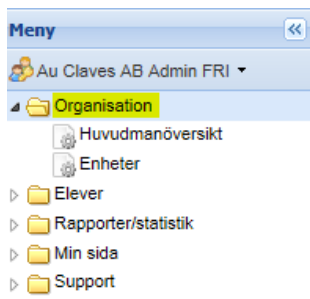 Meny
Au Claves AB Admin FRI
Organisation
Huvudmanöversikt
Enheter
Elever
Rapporter/statistik
Min sida
Support